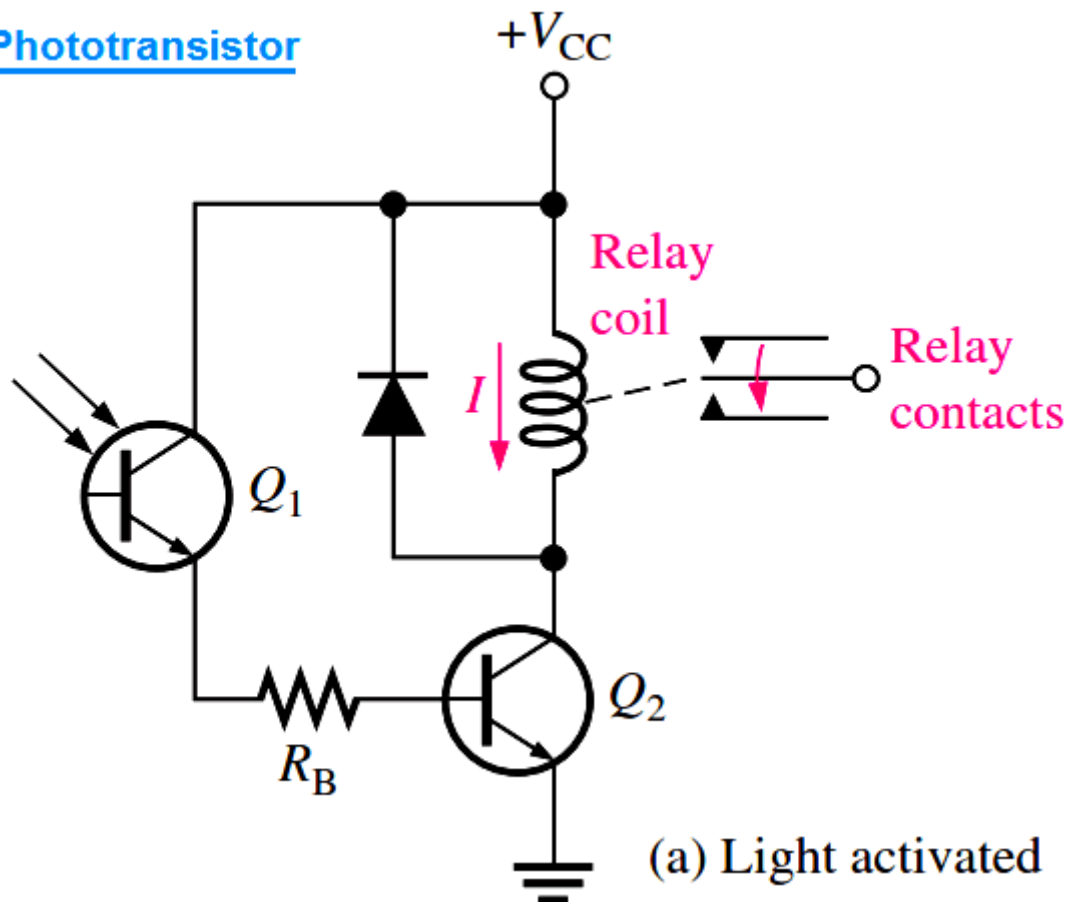 Phototransistor
+VCC
Relay
coil
I
Relay
contacts
Q1
Q2
RB
(a) Light activated